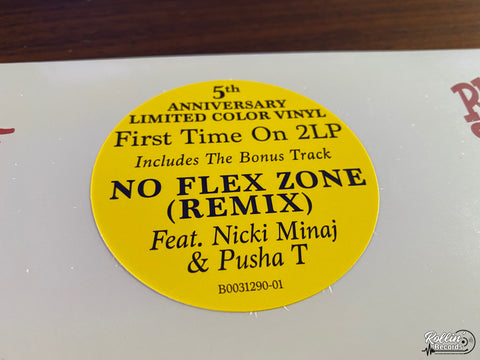 5th
ANNIVERSARY
LIMITED COLOR VINYL
First Time On 2LP
Includes The Bonus Track
NO FLEX ZONE
(REMIX)
Feat. Nicki Minaj
& Pusha T
B0031290-01
Rollin'
Records